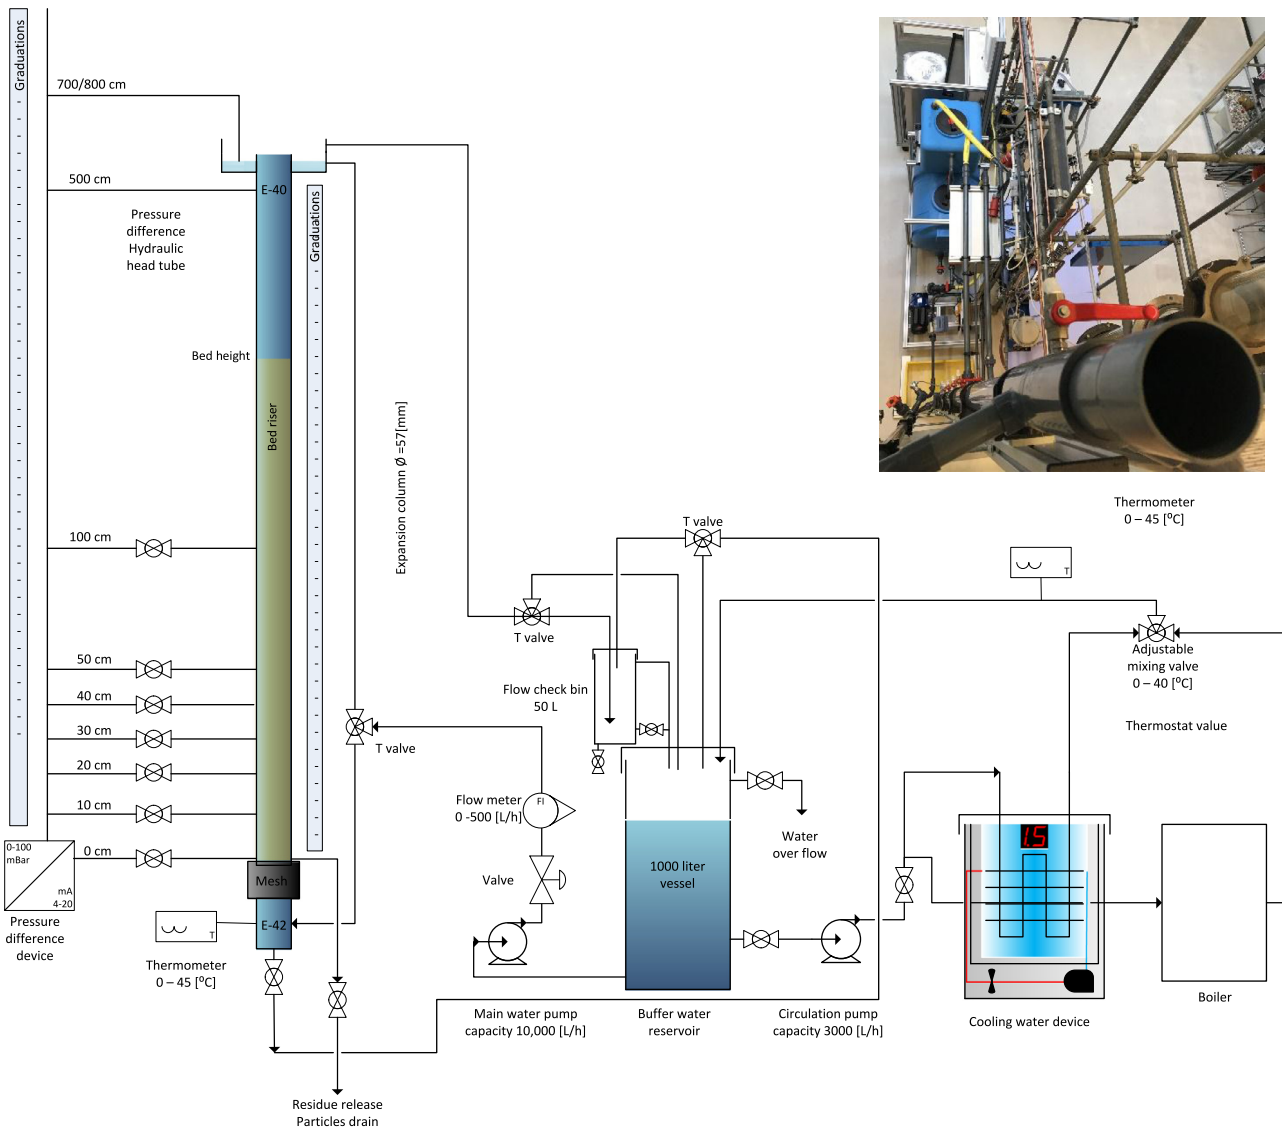 Graduations
700/800 cm
500 cm
E-40
Graduations
Pressure
difference
Hydraulic
head tube
Bed height
Bed riser
Expansion column Ø =57[mm]
Thermometer
0 – 45 [⁰C]
T
T valve
100 cm
T valve
Adjustable
mixing valve
0 – 40 [⁰C]
50 cm
Flow check bin
50 L
40 cm
30 cm
T valve
Thermostat value
20 cm
10 cm
Flow meter
0 -500 [L/h]
FI
Water
over flow
1.5
0-100
mBar
mA
4-20
0 cm
Mesh
Valve
1000 liter
vessel
Pressure
difference
device
E-42
T
Thermometer
0 – 45 [⁰C]
Main water pump
capacity 10,000 [L/h]
Buffer water
reservoir
Circulation pump
capacity 3000 [L/h]
Cooling water device
Boiler
Residue release
Particles drain